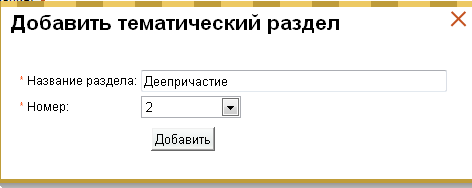 Добавить тематический раздел
* Название раздела: Деепричастие
* Номер: 2
Добавить